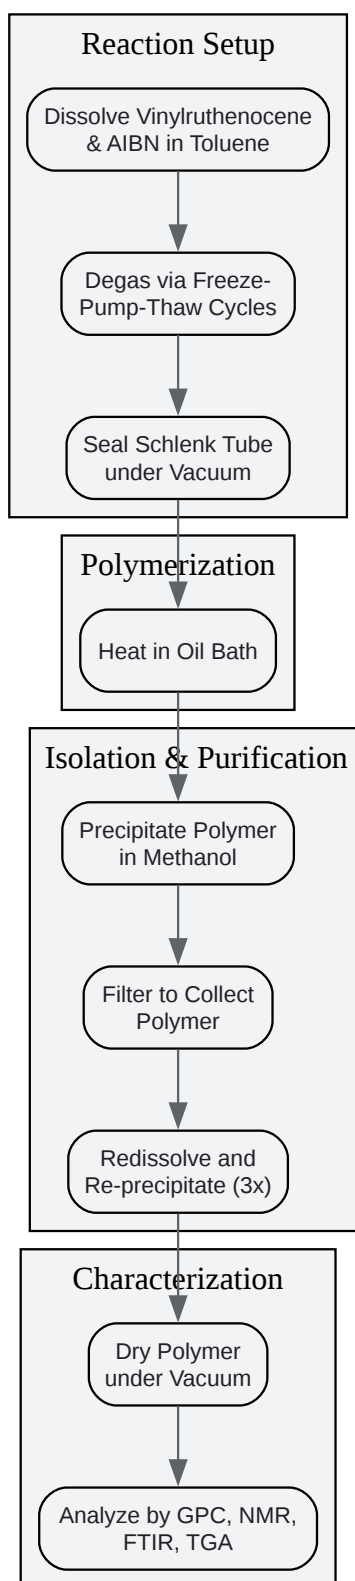 Reaction Setup
Dissolve Vinylruthenocene
& AIBN in Toluene
Degas via Freeze-
Pump-Thaw Cycles
Seal Schlenk Tube
under Vacuum
Polymerization
Heat in Oil Bath
Isolation & Purification
Precipitate Polymer
in Methanol
Filter to Collect
Polymer
Redissolve and
Re-precipitate (3x)
Characterization
Dry Polymer
under Vacuum
Analyze by GPC, NMR,
FTIR, TGA